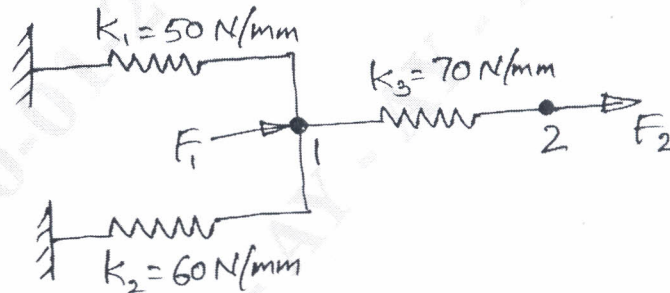 K₁ = 50 N/mm
K₃ = 70 N/mm
F₁
1
2
F₂
K₂ = 60 N/mm